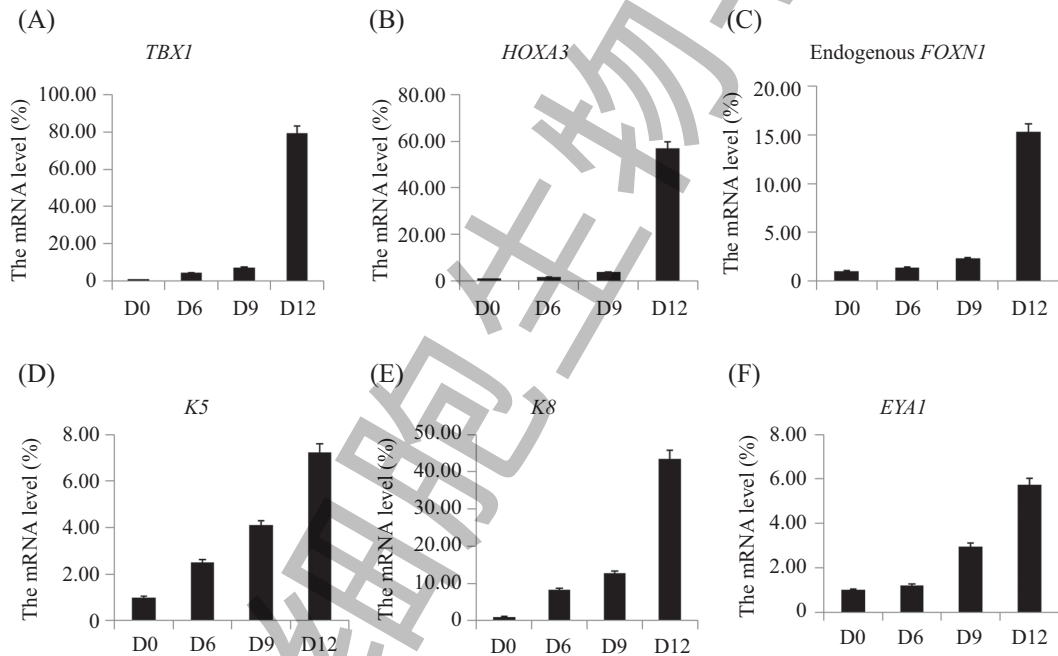 (A)
TBX1
The mRNA level (%)
100.00
80.00
60.00
40.00
20.00
0
D0 D6 D9 D12
(B)
HOXA3
The mRNA level (%)
80.00
60.00
40.00
20.00
0
D0 D6 D9 D12
(C)
Endogenous FOXN1
The mRNA level (%)
20.00
15.00
10.00
5.00
0
D0 D6 D9 D12
(D)
K5
The mRNA level (%)
8.00
6.00
4.00
2.00
0
D0 D6 D9 D12
(E)
K8
The mRNA level (%)
50.00
40.00
30.00
20.00
10.00
0
D0 D6 D9 D12
(F)
EYA1
The mRNA level (%)
8.00
6.00
4.00
2.00
0
D0 D6 D9 D12
细胞生物